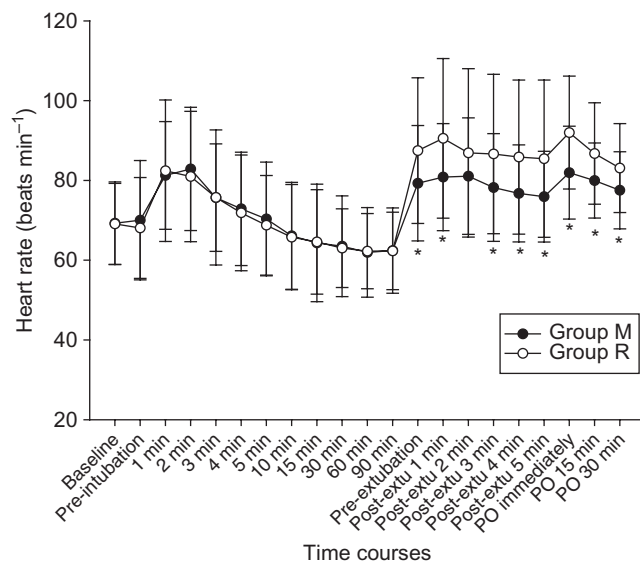 120
100
80
60
40
20
Heart rate (beats min⁻¹)
Group M
Group R
* * * * * * * *
Baseline
Pre-intubation
1 min
2 min
3 min
4 min
5 min
10 min
15 min
30 min
60 min
90 min
Pre-extubation
Post-extu 1 min
Post-extu 2 min
Post-extu 3 min
Post-extu 4 min
Post-extu 5 min
PO immediately
PO 15 min
PO 30 min
Time courses